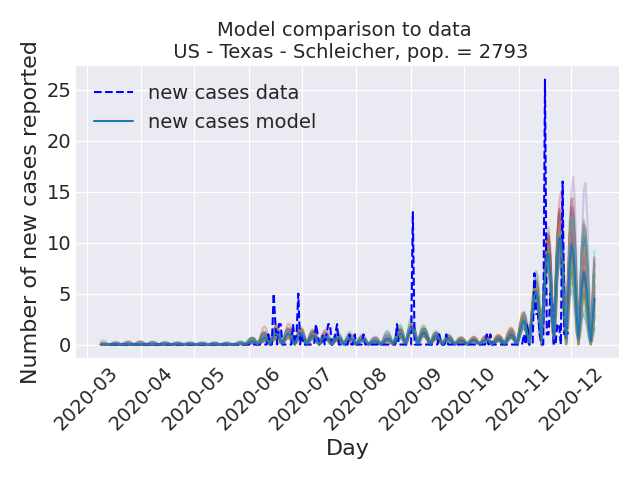 Model comparison to data
US - Texas - Schleicher, pop. = 2793
Number of new cases reported
25
20
15
10
5
0
new cases data
new cases model
2020-03
2020-04
2020-05
2020-06
2020-07
2020-08
2020-09
2020-10
2020-11
2020-12
Day